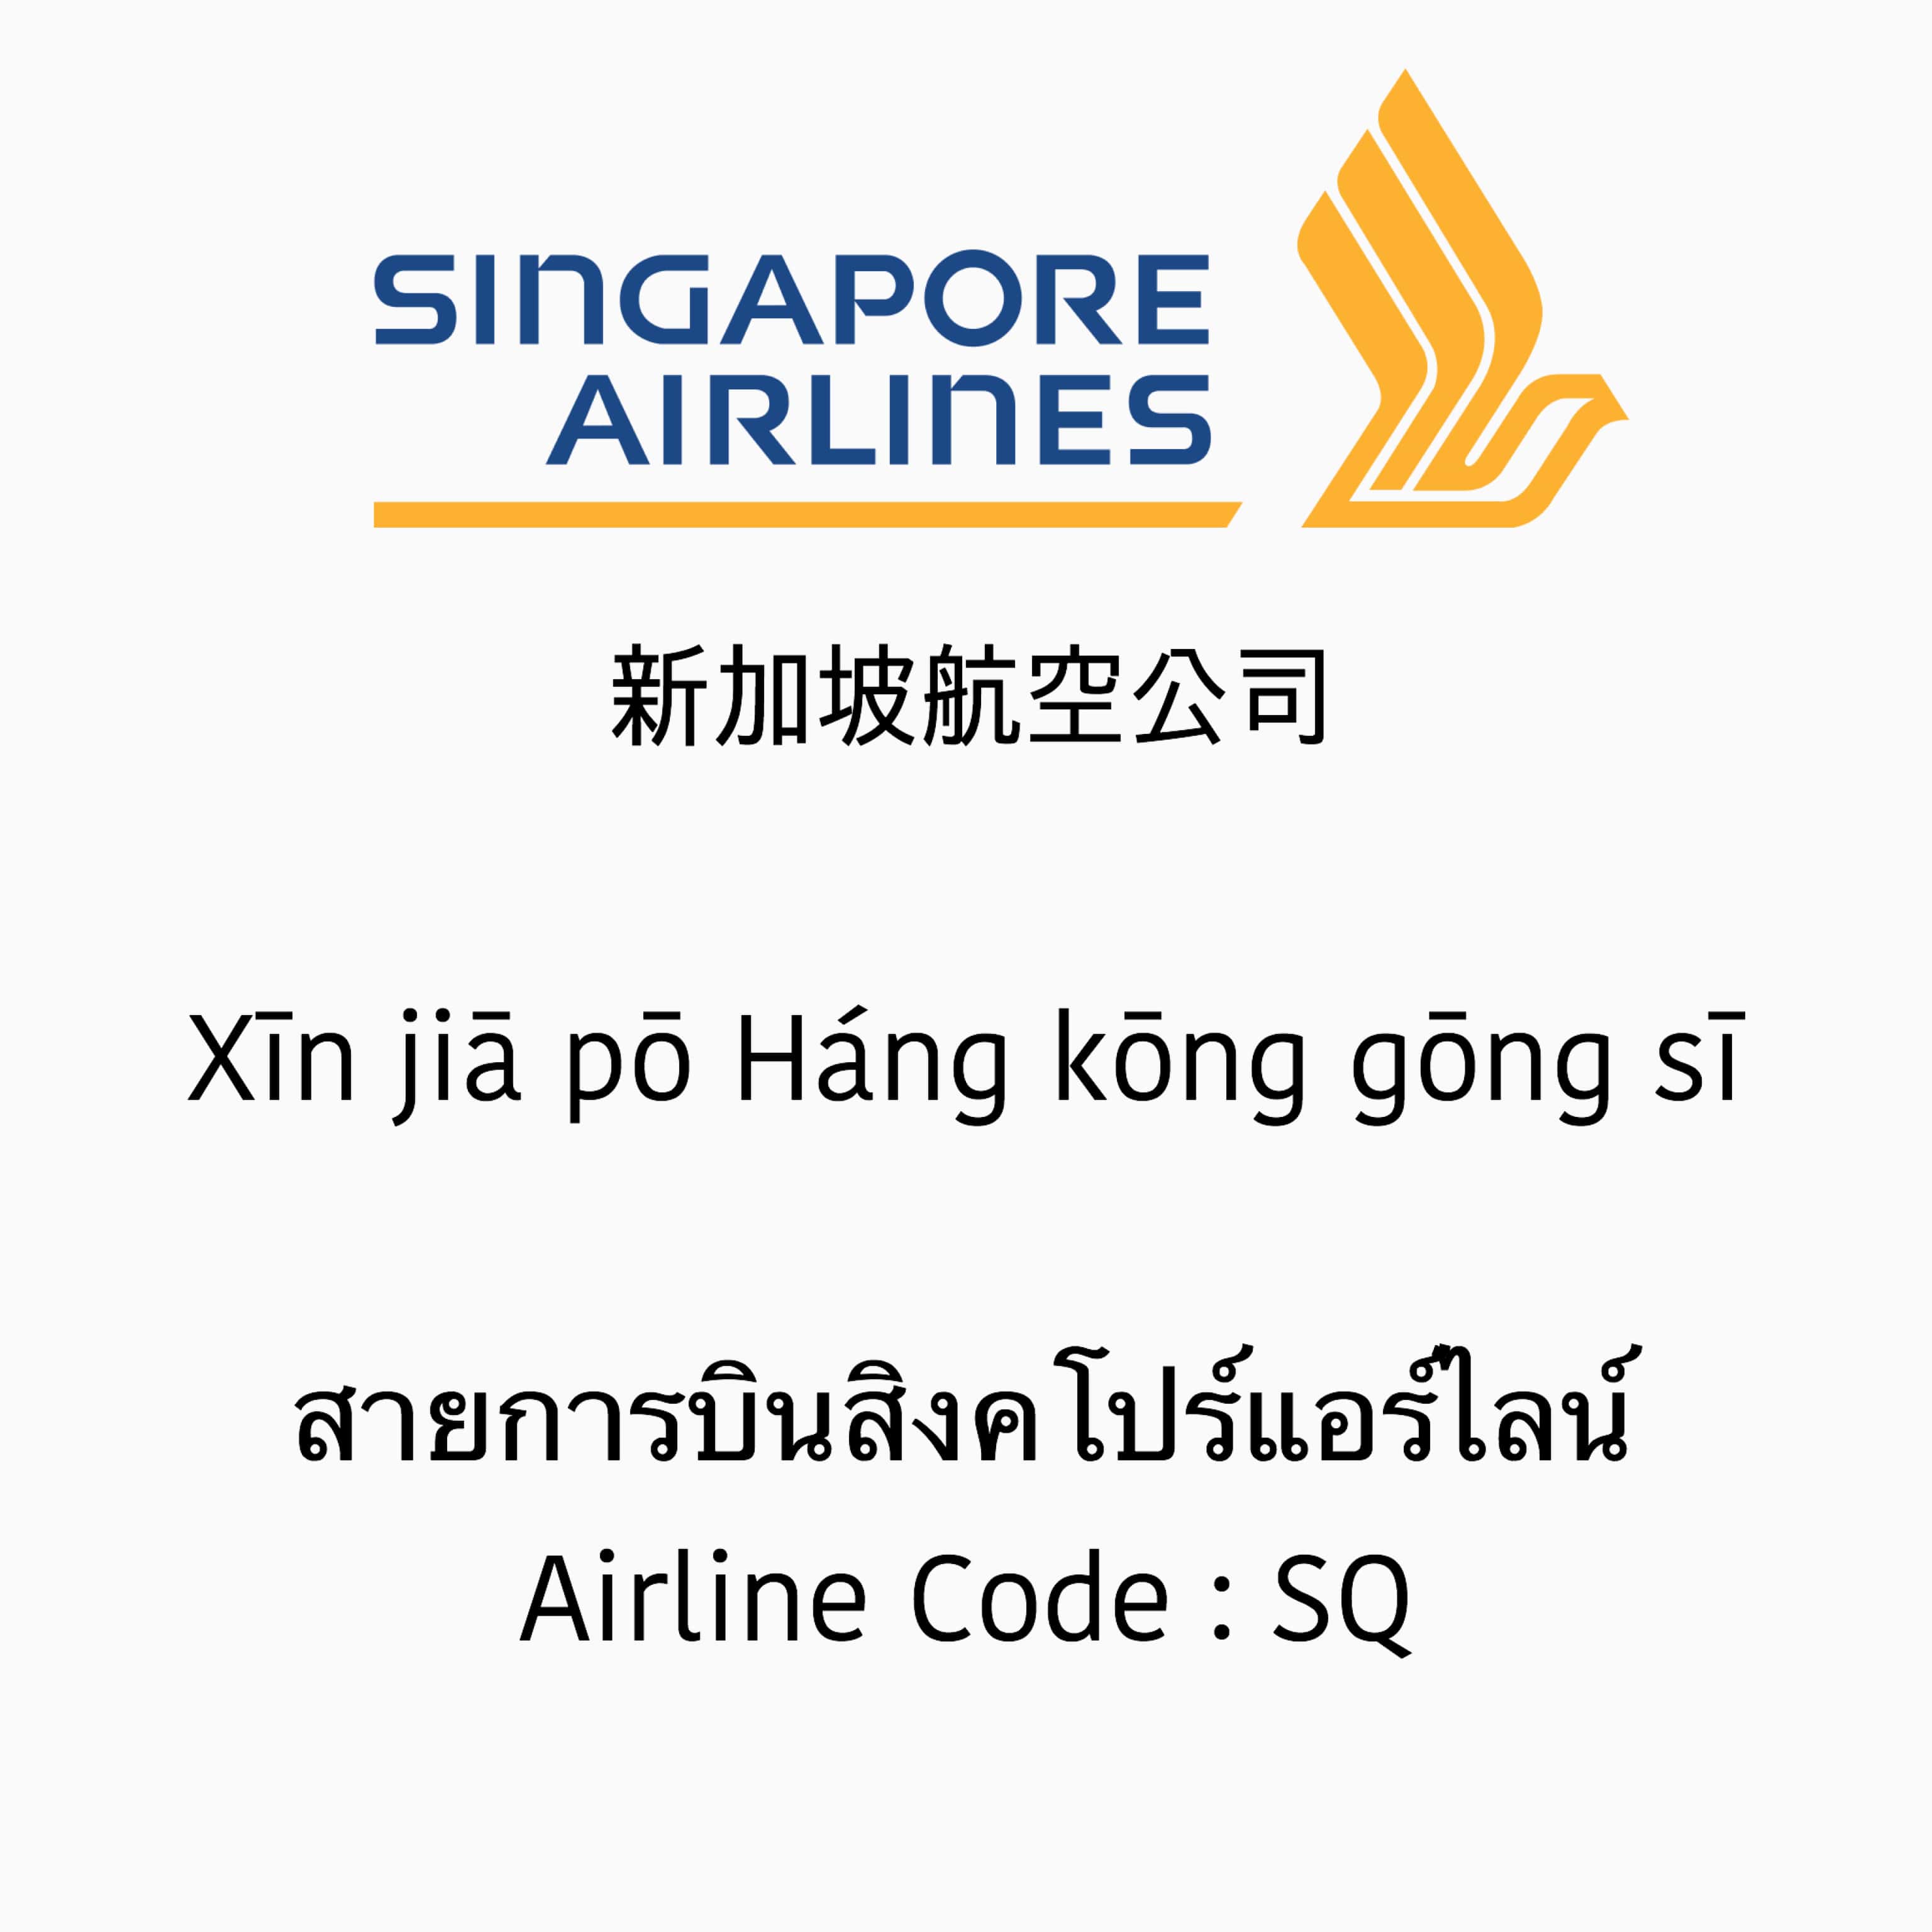 SINGAPORE
AIRLINES
新加坡航空公司
Xīn jiā pō Háng kōng gōng sī
สายการบินสิงคโปร์แอร์ไลน์
Airline Code : SQ